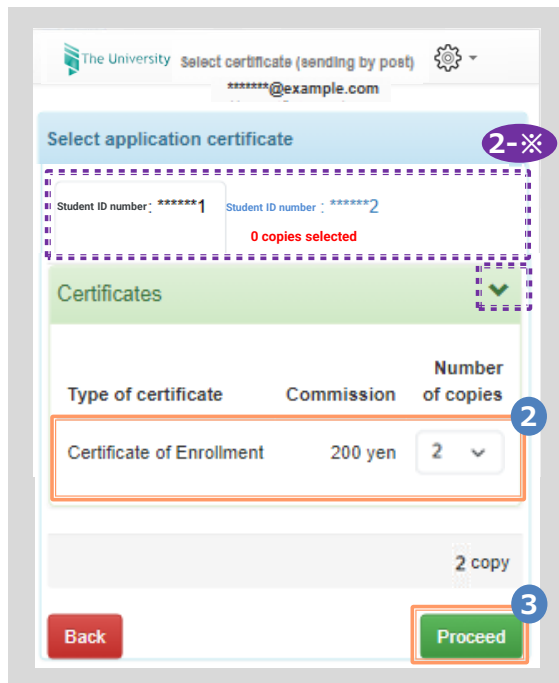 The University Select certificate (sending by post)
*******@example.com
Select application certificate
2-※
Student ID number: ******1 Student ID number : ******2
0 copies selected
Certificates
Type of certificate Commission Number of copies
2
Certificate of Enrollment 200 yen 2
2 copy
3
Back Proceed